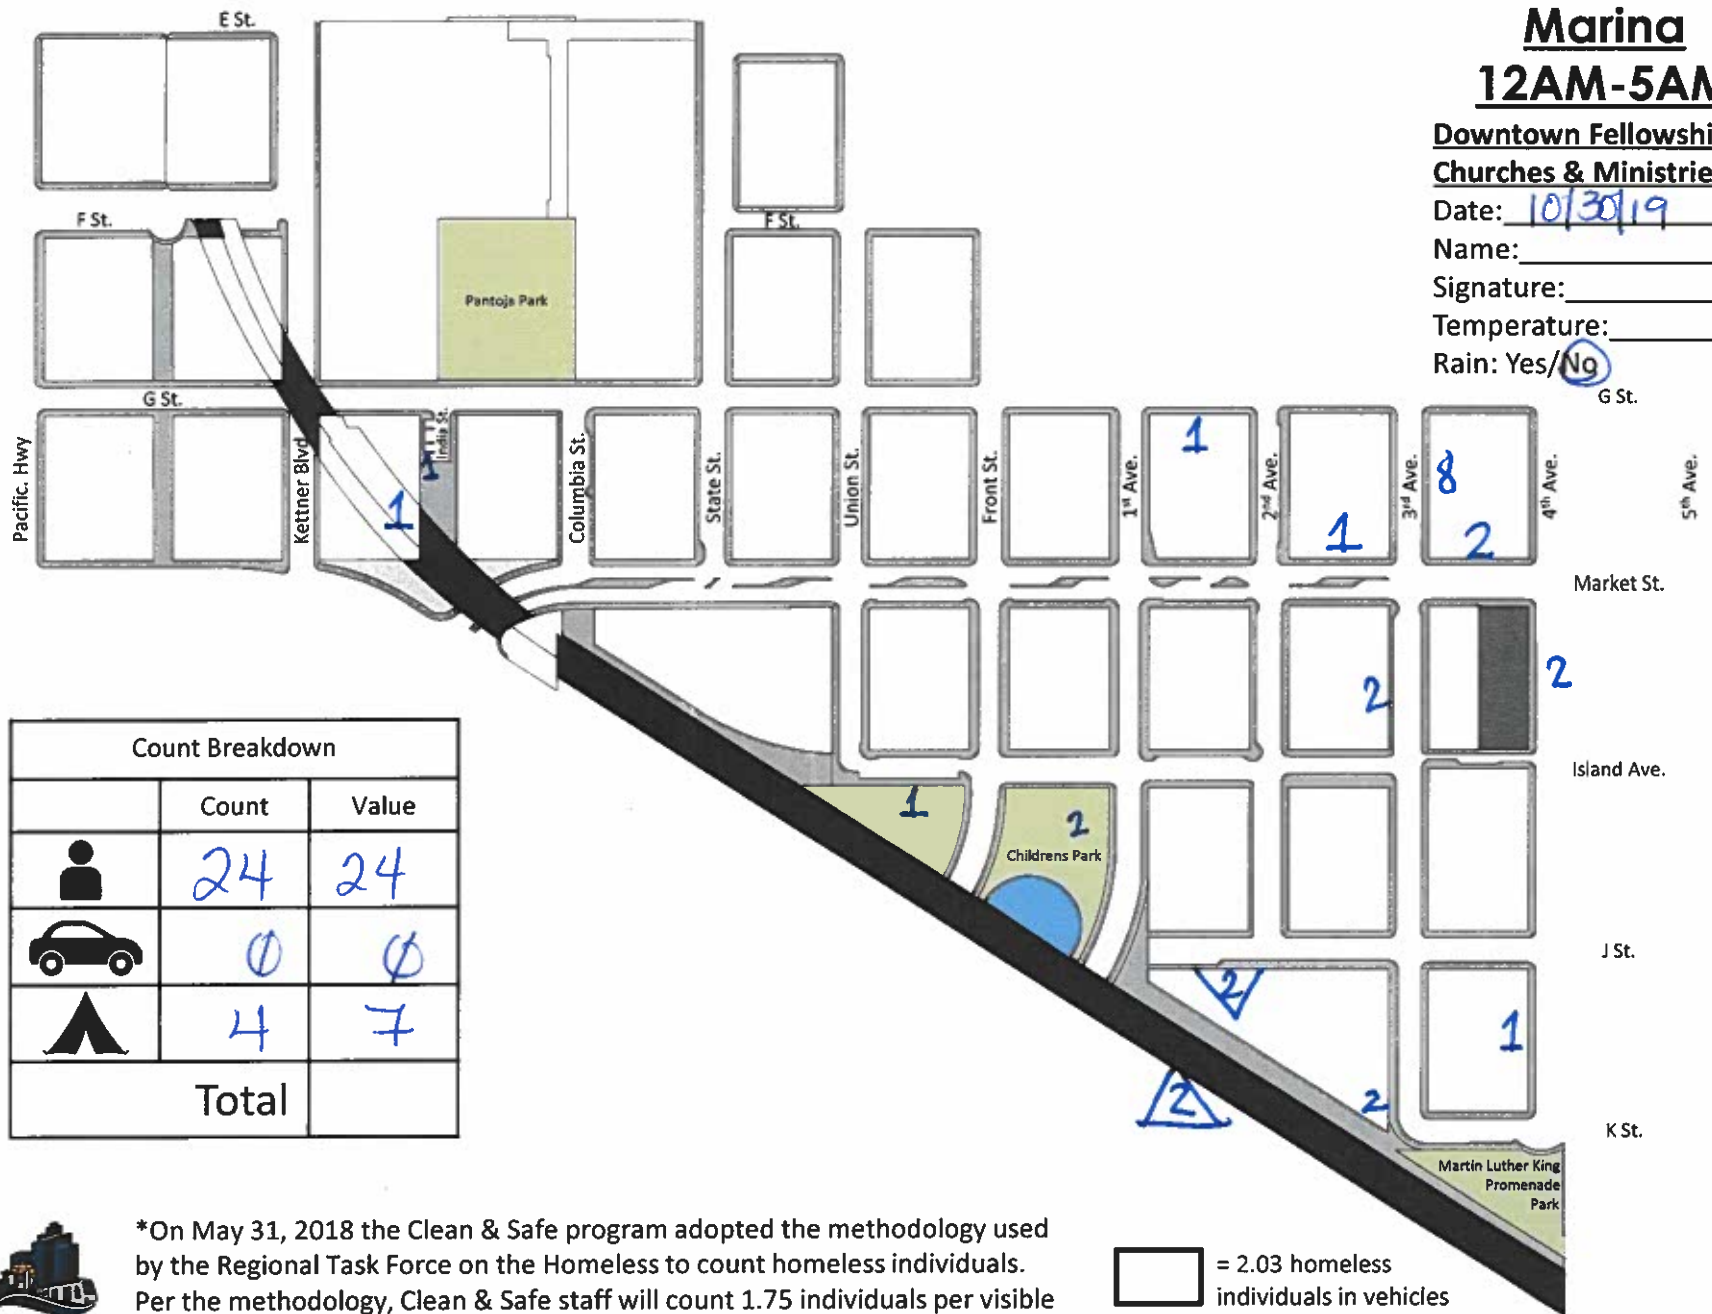 Marina
12AM-5AM
Downtown Fellowshi
Churches & Ministrie
Date: 10/30/19
Name:
Signature:
Temperature:
Rain: Yes/No
E St.
F St.
F St.
Pantoja Park
G St.
G St.
Pacific. Hwy
Kettner Blvd
India St.
Columbia St.
State St.
Union St.
Front St.
1st Ave.
2nd Ave.
3rd Ave.
4th Ave.
5th Ave.
1
1
1
1
8
2
Market St.
2
2
Island Ave.
1
2
Childrens Park
J St.
2
2
2
1
K St.
Martin Luther King
Promenade
Park
Count Breakdown
Count Value
24 24
0 0
4 7
Total
*On May 31, 2018 the Clean & Safe program adopted the methodology used
by the Regional Task Force on the Homeless to count homeless individuals.
Per the methodology, Clean & Safe staff will count 1.75 individuals per visible
= 2.03 homeless
individuals in vehicles